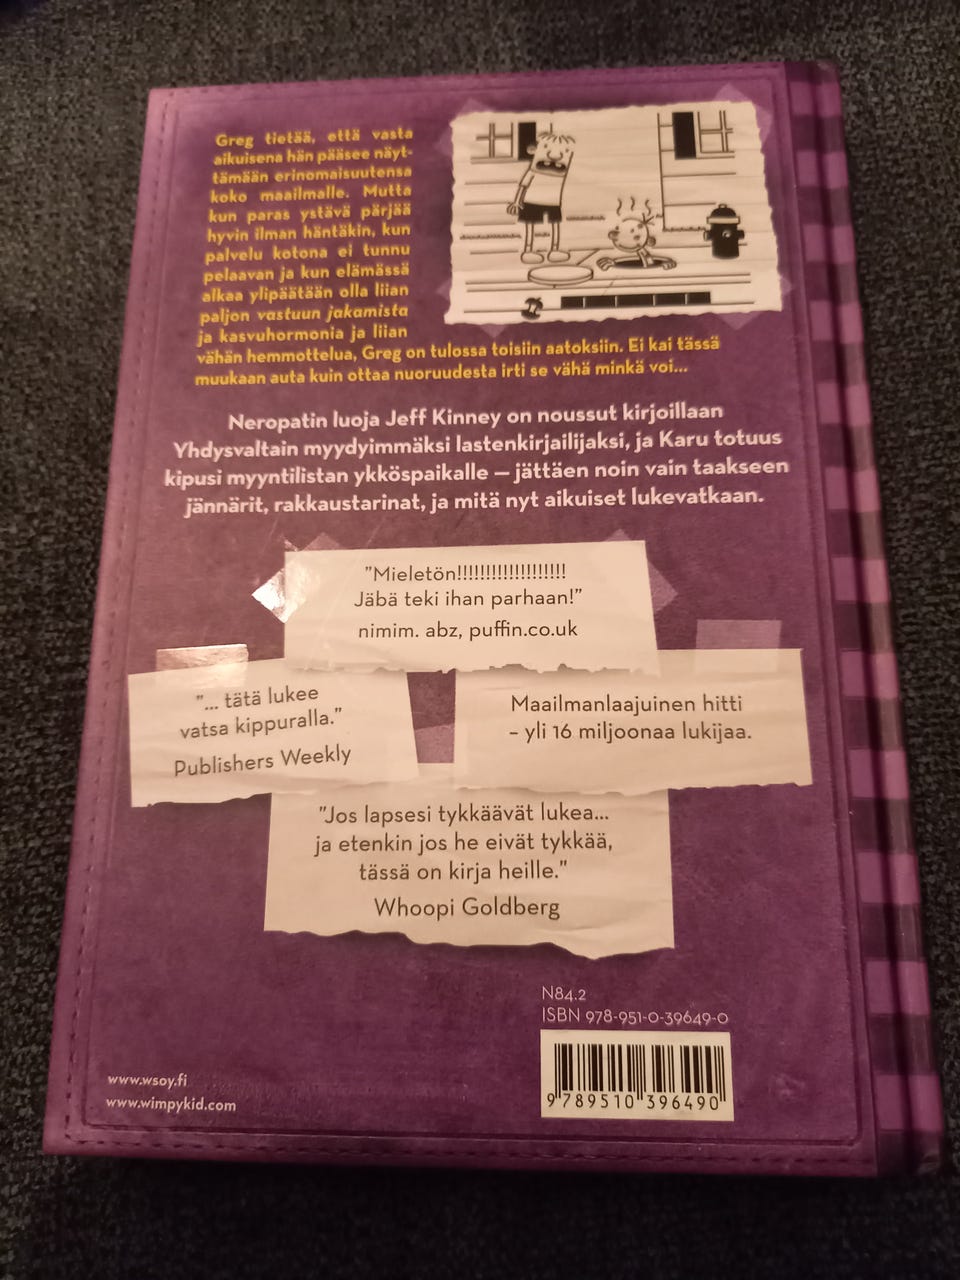 Greg tietää, että vasta
aikuisena hän pääsee näyt-
tämään erinomaisuutensa
koko maailmalle. Mutta
kun paras ystävä pärjää
hyvin ilman häntäkin, kun
palvelu kotona ei tunnu
pelaavan ja kun elämässä
alkaa ylipäätään olla liian
paljon vastuun jakamista
ja kasvuhormonia ja liian
vähän hemmottelua, Greg on tulossa toisiin aatoksiin. Ei kai tässä
muukaan auta kuin ottaa nuoruudesta irti se vähä minkä voi...
Neropatin luoja Jeff Kinney on noussut kirjoillaan
Yhdysvaltain myydyimmäksi lastenkirjailijaksi, ja Karu totuus
kipusi myyntilistan ykköspaikalle – jättäen noin vain taakseen
jännärit, rakkaustarinat, ja mitä nyt aikuiset lukevatkaan.
"Mieletön!!!!!!!!!!!!!!!!!!!
Jäbä teki ihan parhaan!"
nimim. abz, puffin.co.uk
"... tätä lukee
vatsa kippuralla."
Publishers Weekly
Maailmanlaajuinen hitti
– yli 16 miljoonaa lukijaa.
"Jos lapsesi tykkäävät lukea...
ja etenkin jos he eivät tykkää,
tässä on kirja heille."
Whoopi Goldberg
N84.2
ISBN 978-951-0-39649-0
9 789510 396490
www.wsoy.fi
www.wimpykid.com